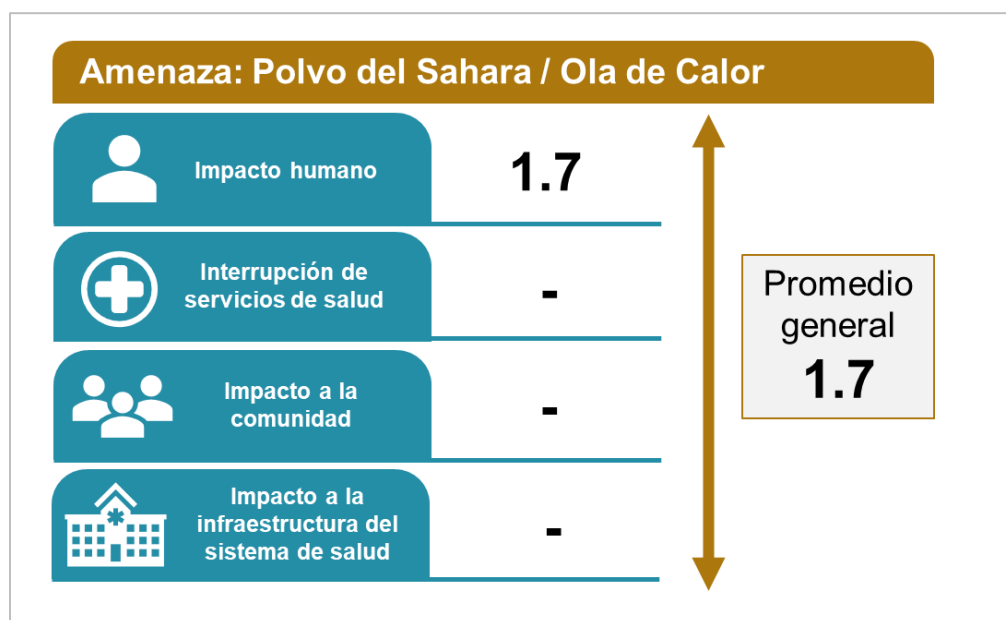 Amenaza: Polvo del Sahara / Ola de Calor
Impacto humano
1.7
Interrupción de
servicios de salud
-
Impacto a la
comunidad
-
Impacto a la
infraestructura del
sistema de salud
-
Promedio
general
1.7